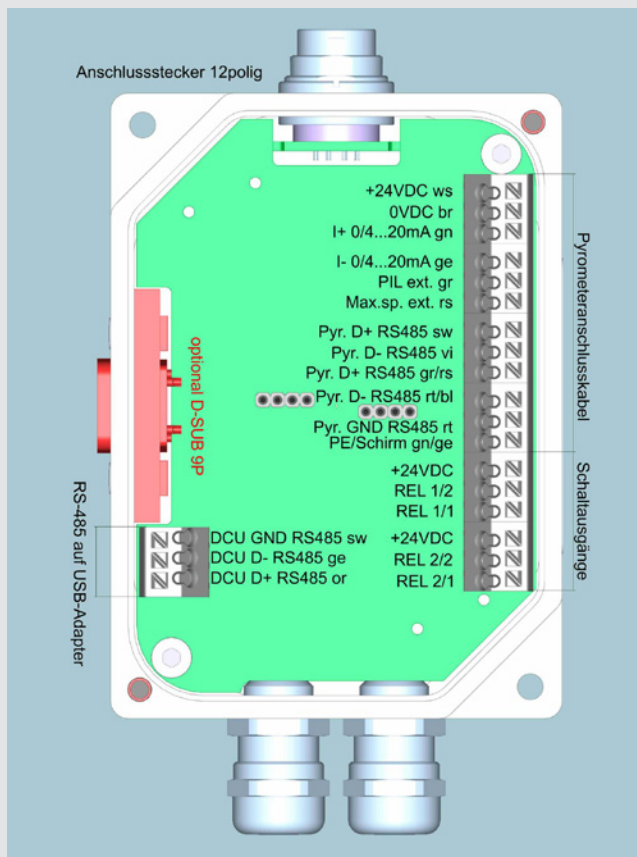 Anschlussstecker 12polig
+24VDC ws
0VDC br
I+ 0/4...20mA gn
I- 0/4...20mA ge
PIL ext. gr
Max.sp. ext. rs
Pyr. D+ RS485 sw
Pyr. D- RS485 vi
Pyr. D+ RS485 gr/rs
Pyr. D- RS485 rt/bl
Pyr. GND RS485 rt
PE/Schirm gn/ge
+24VDC
REL 1/2
REL 1/1
+24VDC
REL 2/2
REL 2/1
Pyrometeranschlusskabel
Schaltausgänge
optional D-SUB 9P
DCU GND RS485 sw
DCU D- RS485 ge
DCU D+ RS485 or
RS-485 auf USB-Adapter